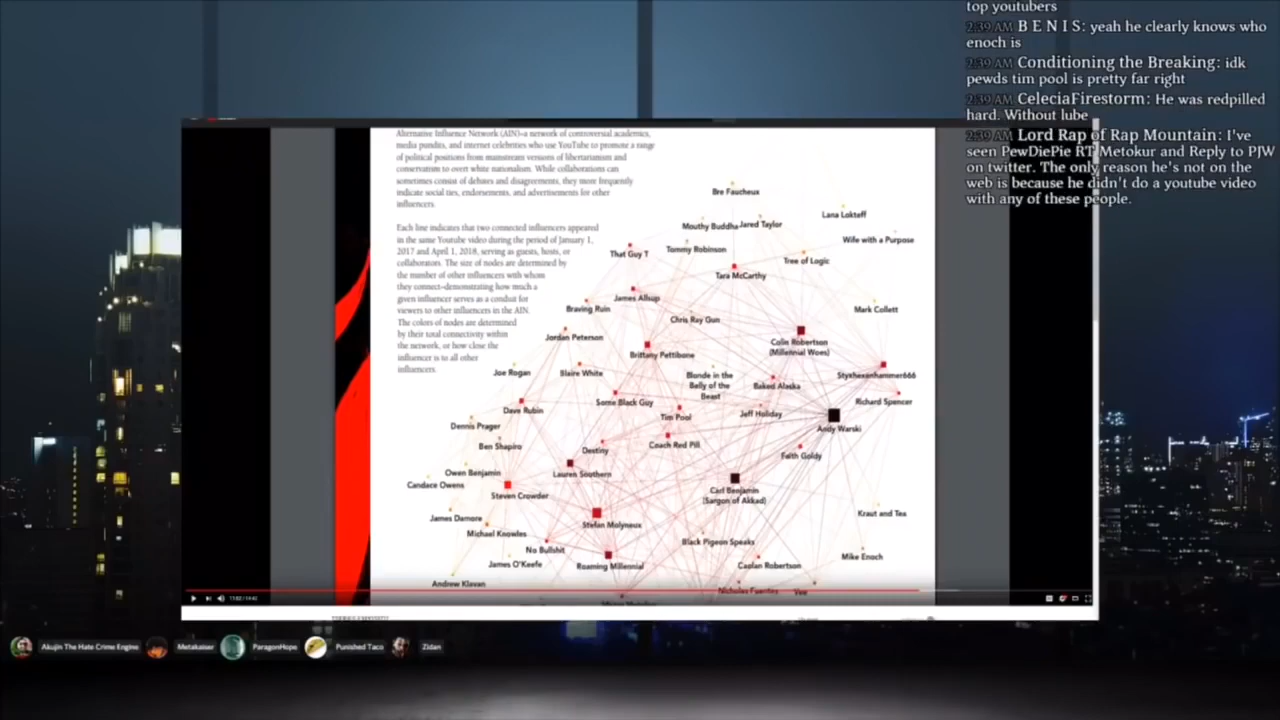 top youtubers
2:39 AM B E N I S: yeah he clearly knows who
enoch is
2:39 AM Conditioning the Breaking: idk
pewds tim pool is pretty far right
2:39 AM CeleciaFirestorm: He was redpilled
hard. Without lube
2:39 AM Lord Rap of Rap Mountain: I've
seen PewDiePie RT Metokur and Reply to PJW
on twitter. The only reason he's not on the
web is because he didn't do a youtube video
with any of these people.
Alternative Influence Network (AIN)–a network of controversial academics,
media pundits, and internet celebrities who use YouTube to promote a range
of political positions from mainstream versions of libertarianism and
conservatism to overt white nationalism. While collaborations can
sometimes consist of debates and disagreements, they more frequently
indicate social ties, endorsements, and advertisements for other
influencers.
Each line indicates that two connected influencers appeared
in the same Youtube video during the period of January 1,
2017 and April 1, 2018, serving as guests, hosts, or
collaborators. The size of nodes are determined by
the number of other influencers with whom
they connect–demonstrating how much a
given influencer serves as a conduit for
viewers to other influencers in the AIN.
The colors of nodes are determined
by their total connectivity within
the network, or how close the
influencer is to all other
influencers.
Bre Faucheux
Lana Lokteff
Mouthy Buddha
Jared Taylor
Wife with a Purpose
Tommy Robinson
That Guy T
Tree of Logic
Tara McCarthy
James Allsup
Braving Ruin
Mark Collett
Chris Ray Gun
Jordan Peterson
Colin Robertson
(Millennial Woes)
Brittany Pettibone
Joe Rogan
Blaire White
Blonde in the
Belly of the
Beast
Styxhexenhammer666
Baked Alaska
Some Black Guy
Richard Spencer
Dave Rubin
Tim Pool
Jeff Holiday
Dennis Prager
Andy Warski
Ben Shapiro
Destiny
Coach Red Pill
Faith Goldy
Owen Benjamin
Lauren Southern
Candace Owens
Steven Crowder
Carl Benjamin
(Sargon of Akkad)
James Damore
Stefan Molyneux
Kraut and Tea
Michael Knowles
Black Pigeon Speaks
No Bullshit
Mike Enoch
James O'Keefe
Roaming Millennial
Caolan Robertson
Andrew Klavan
Nicholas Fuentes
Vee
Akujin The Hate Crime Engine
Metakaiser
ParagonHope
Punished Taco
Zidan